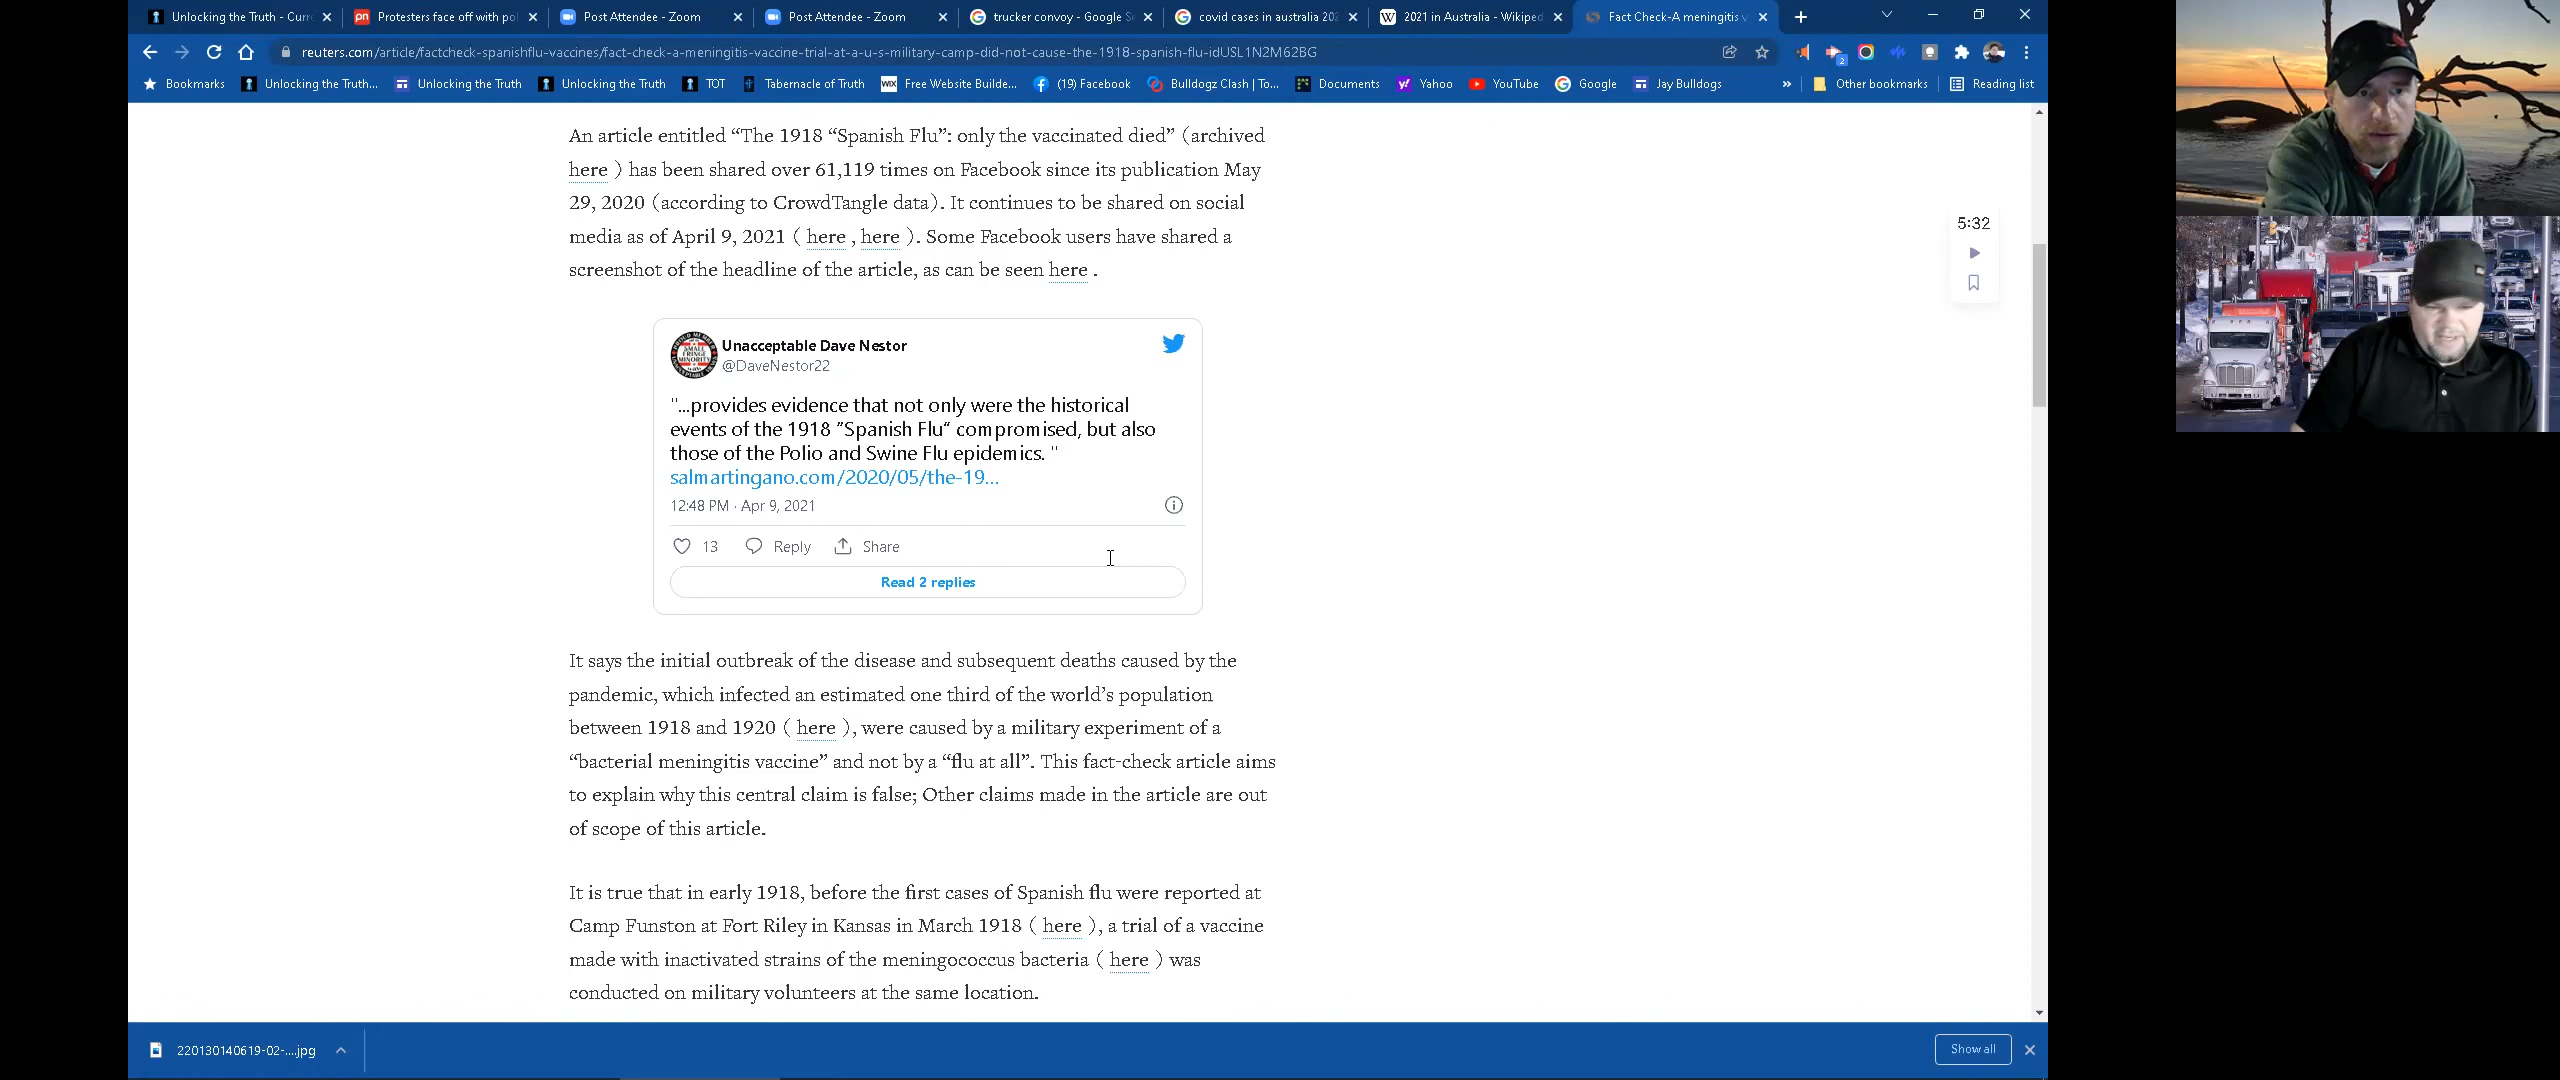 Unlocking the Truth - Curr
Protesters face off with pol
Post Attendee - Zoom
Post Attendee - Zoom
trucker convoy - Google Se
covid cases in australia 202
2021 in Australia - Wikiped
Fact Check-A meningitis v
reuters.com/article/factcheck-spanishflu-vaccines/fact-check-a-meningitis-vaccine-trial-at-a-u-s-military-camp-did-not-cause-the-1918-spanish-flu-idUSL1N2M62BG
2
Bookmarks
Unlocking the Truth...
Unlocking the Truth
Unlocking the Truth
TOT
Tabernacle of Truth
WIX Free Website Builde...
(19) Facebook
Bulldogz Clash | To...
Documents
Yahoo
YouTube
Google
Jay Bulldogs
»
Other bookmarks
Reading list
An article entitled “The 1918 “Spanish Flu”: only the vaccinated died” (archived
here ) has been shared over 61,119 times on Facebook since its publication May
29, 2020 (according to CrowdTangle data). It continues to be shared on social
media as of April 9, 2021 ( here , here ). Some Facebook users have shared a
screenshot of the headline of the article, as can be seen here .
5:32
Unacceptable Dave Nestor
@DaveNestor22
SMALL
FRINGE
MINORITY
"...provides evidence that not only were the historical
events of the 1918 "Spanish Flu" compromised, but also
those of the Polio and Swine Flu epidemics. "
salmartingano.com/2020/05/the-19...
12:48 PM · Apr 9, 2021
13 Reply Share
Read 2 replies
It says the initial outbreak of the disease and subsequent deaths caused by the
pandemic, which infected an estimated one third of the world’s population
between 1918 and 1920 ( here ), were caused by a military experiment of a
“bacterial meningitis vaccine” and not by a “flu at all”. This fact-check article aims
to explain why this central claim is false; Other claims made in the article are out
of scope of this article.
It is true that in early 1918, before the first cases of Spanish flu were reported at
Camp Funston at Fort Riley in Kansas in March 1918 ( here ), a trial of a vaccine
made with inactivated strains of the meningococcus bacteria ( here ) was
conducted on military volunteers at the same location.
220130140619-02-....jpg
Show all